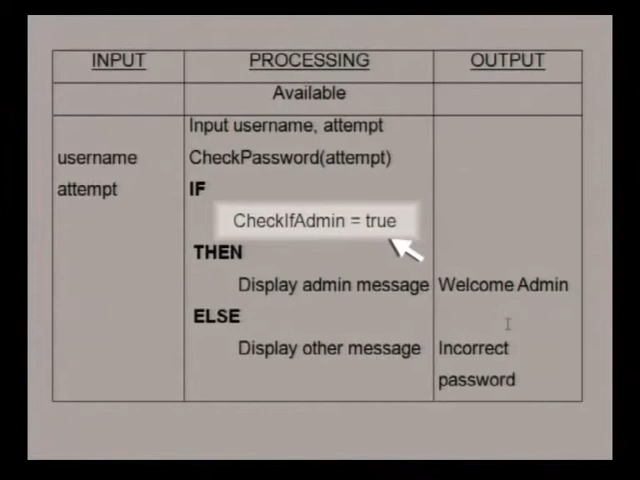 INPUT PROCESSING OUTPUT
Available
Input username, attempt
username CheckPassword(attempt)
attempt IF
CheckIfAdmin = true
THEN
Display admin message Welcome Admin
ELSE
Display other message Incorrect
password